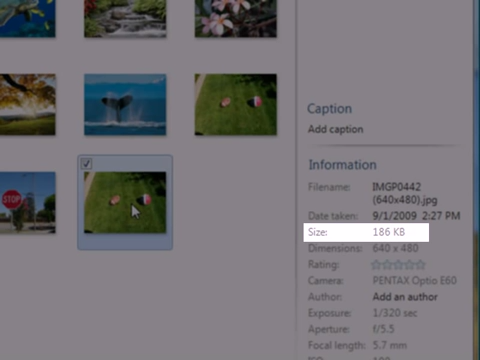 Caption
Add caption
Information
Filename: IMGP0442
(640x480).jpg
Date taken: 9/1/2009 2:27 PM
Size: 186 KB
Dimensions: 640 x 480
Rating:
Camera: PENTAX Optio E60
Author: Add an author
Exposure: 1/320 sec
Aperture: f/5.5
Focal length: 5.7 mm
STOP